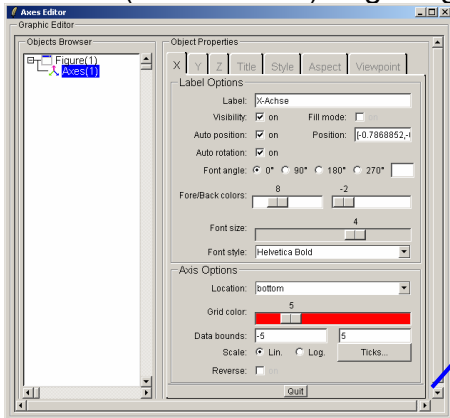 Axes Editor
Graphic Editor
Objects Browser
Figure(1)
Axes(1)
Object Properties
X Y Z Title Style Aspect Viewpoint
Label Options
Label: X-Achse
Visibility: on Fill mode: on
Auto position: on Position: [-0.7868852,-
Auto rotation: on
Font angle: 0° 90° 180° 270°
8 -2
Fore/Back colors:
4
Font size:
Font style: Helvetica Bold
Axis Options
Location: bottom
5
Grid color:
Data bounds: -5 5
Scale: Lin. Log. Ticks...
Reverse: on
Quit